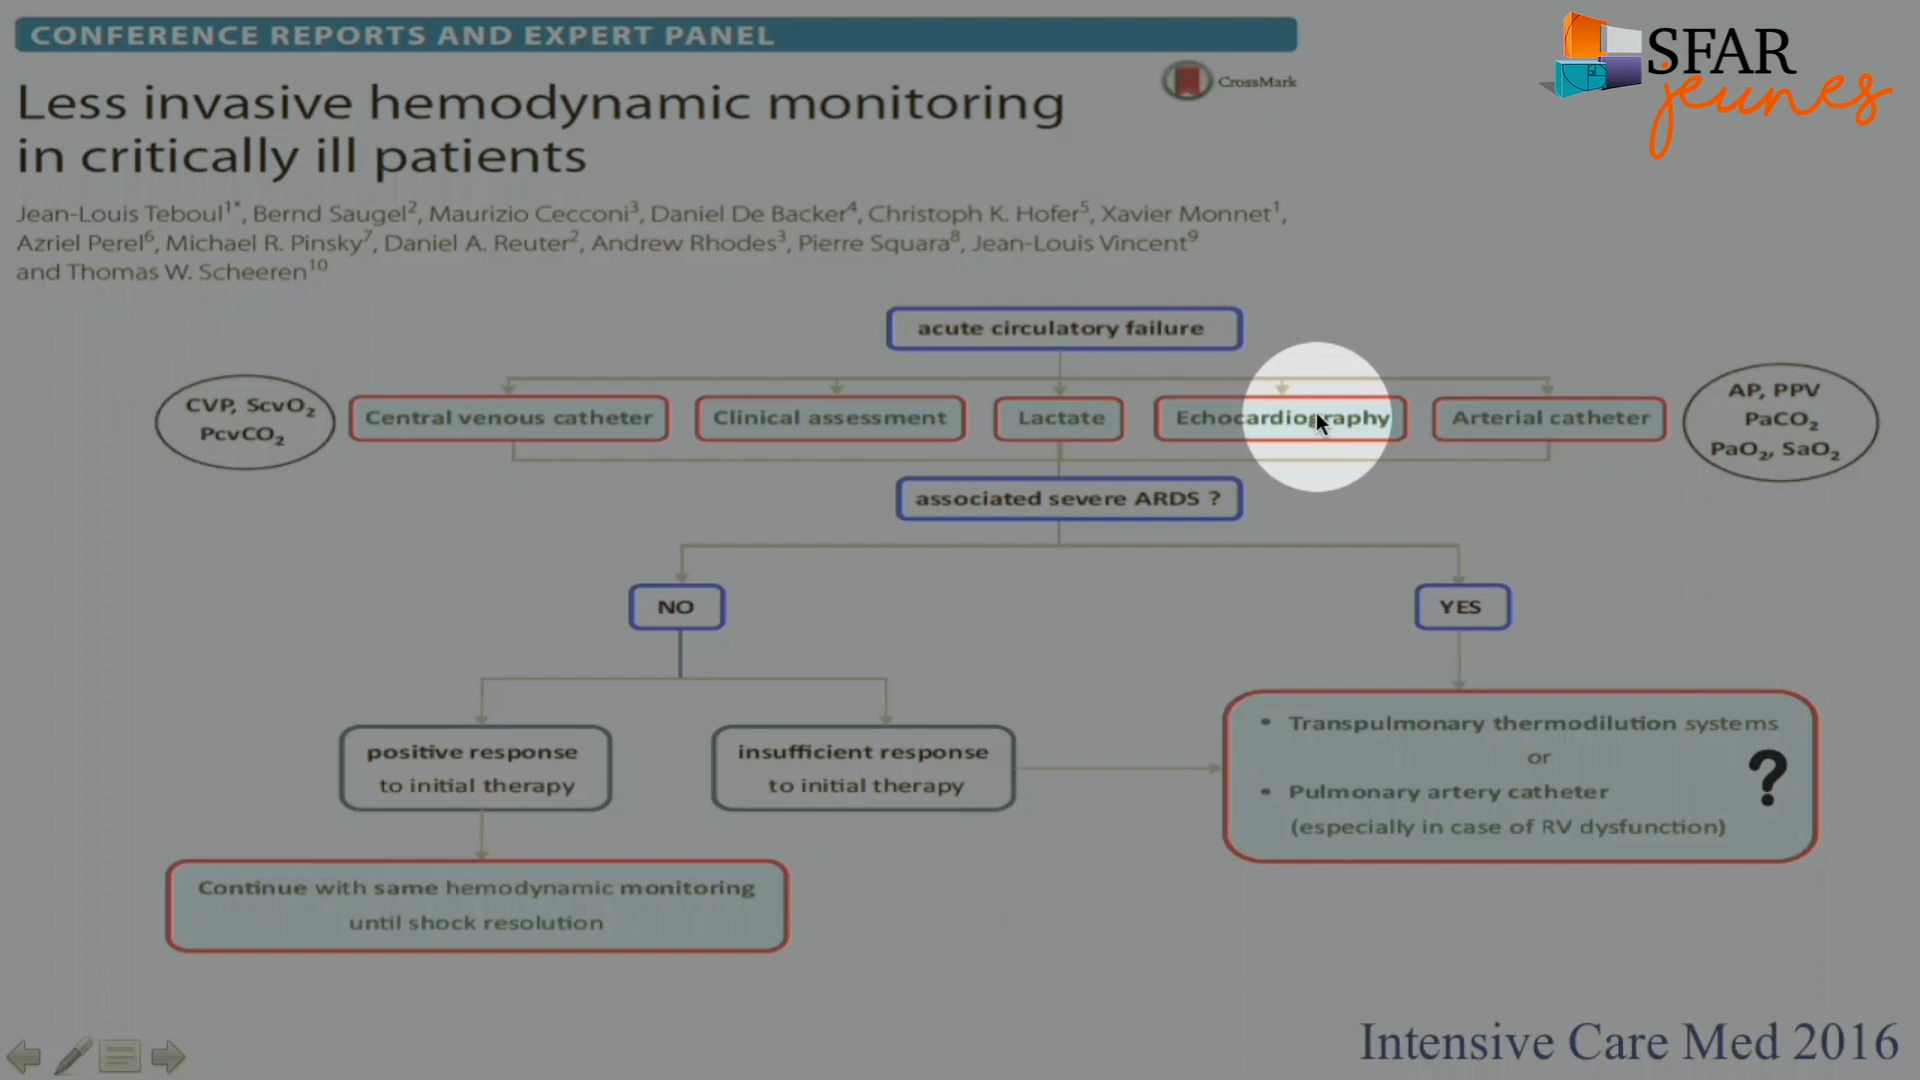 CONFERENCE REPORTS AND EXPERT PANEL
SFAR
jeunes
CrossMark
Less invasive hemodynamic monitoring
in critically ill patients
Jean-Louis Teboul1*, Bernd Saugel2, Maurizio Cecconi3, Daniel De Backer4, Christoph K. Hofer5, Xavier Monnet1,
Azriel Perel6, Michael R. Pinsky7, Daniel A. Reuter2, Andrew Rhodes3, Pierre Squara8, Jean-Louis Vincent9
and Thomas W. Scheeren10
acute circulatory failure
CVP, ScvO2
PcvCO2
Central venous catheter
Clinical assessment
Lactate
Echocardiography
Arterial catheter
AP, PPV
PaCO2
PaO2, SaO2
associated severe ARDS ?
NO
YES
positive response
to initial therapy
insufficient response
to initial therapy
• Transpulmonary thermodilution systems
or
• Pulmonary artery catheter
(especially in case of RV dysfunction)
?
Continue with same hemodynamic monitoring
until shock resolution
Intensive Care Med 2016